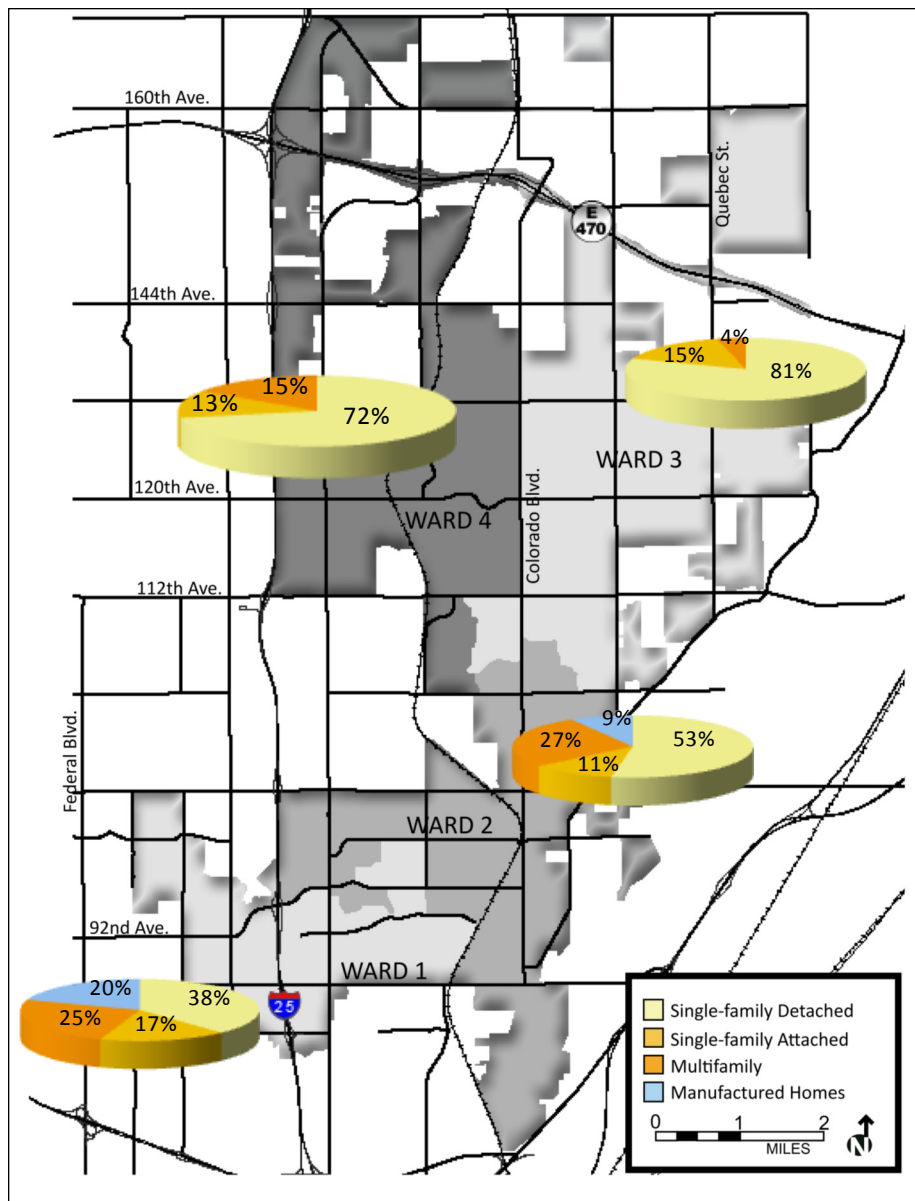 160th Ave.
Quebec St.
E
470
144th Ave.
4%
15%
81%
15%
13%
72%
WARD 3
120th Ave.
WARD 4
Colorado Blvd.
112th Ave.
Federal Blvd.
9%
27%
53%
11%
WARD 2
92nd Ave.
WARD 1
20%
38%
25%
17%
25
Single-family Detached
Single-family Attached
Multifamily
Manufactured Homes
0 1 2
MILES
N